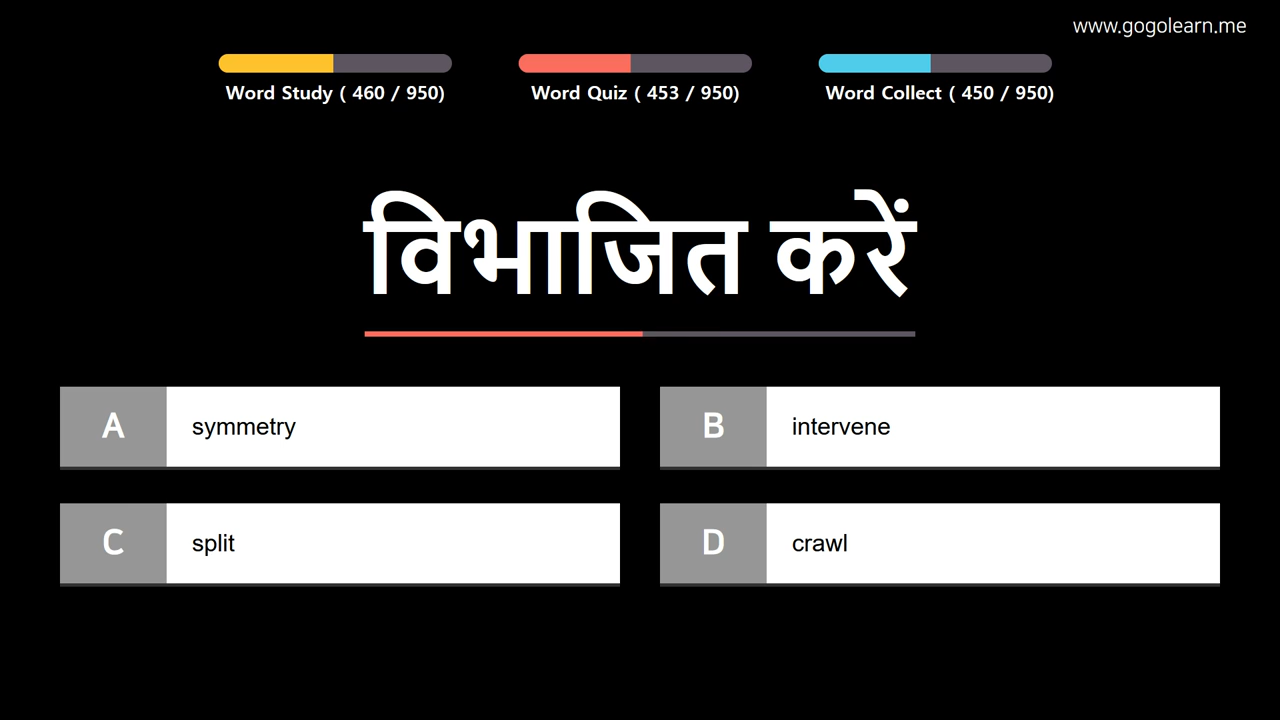 www.gogolearn.me
Word Study ( 460 / 950)
Word Quiz ( 453 / 950)
Word Collect ( 450 / 950)
विभाजित करें
A symmetry
B intervene
C split
D crawl